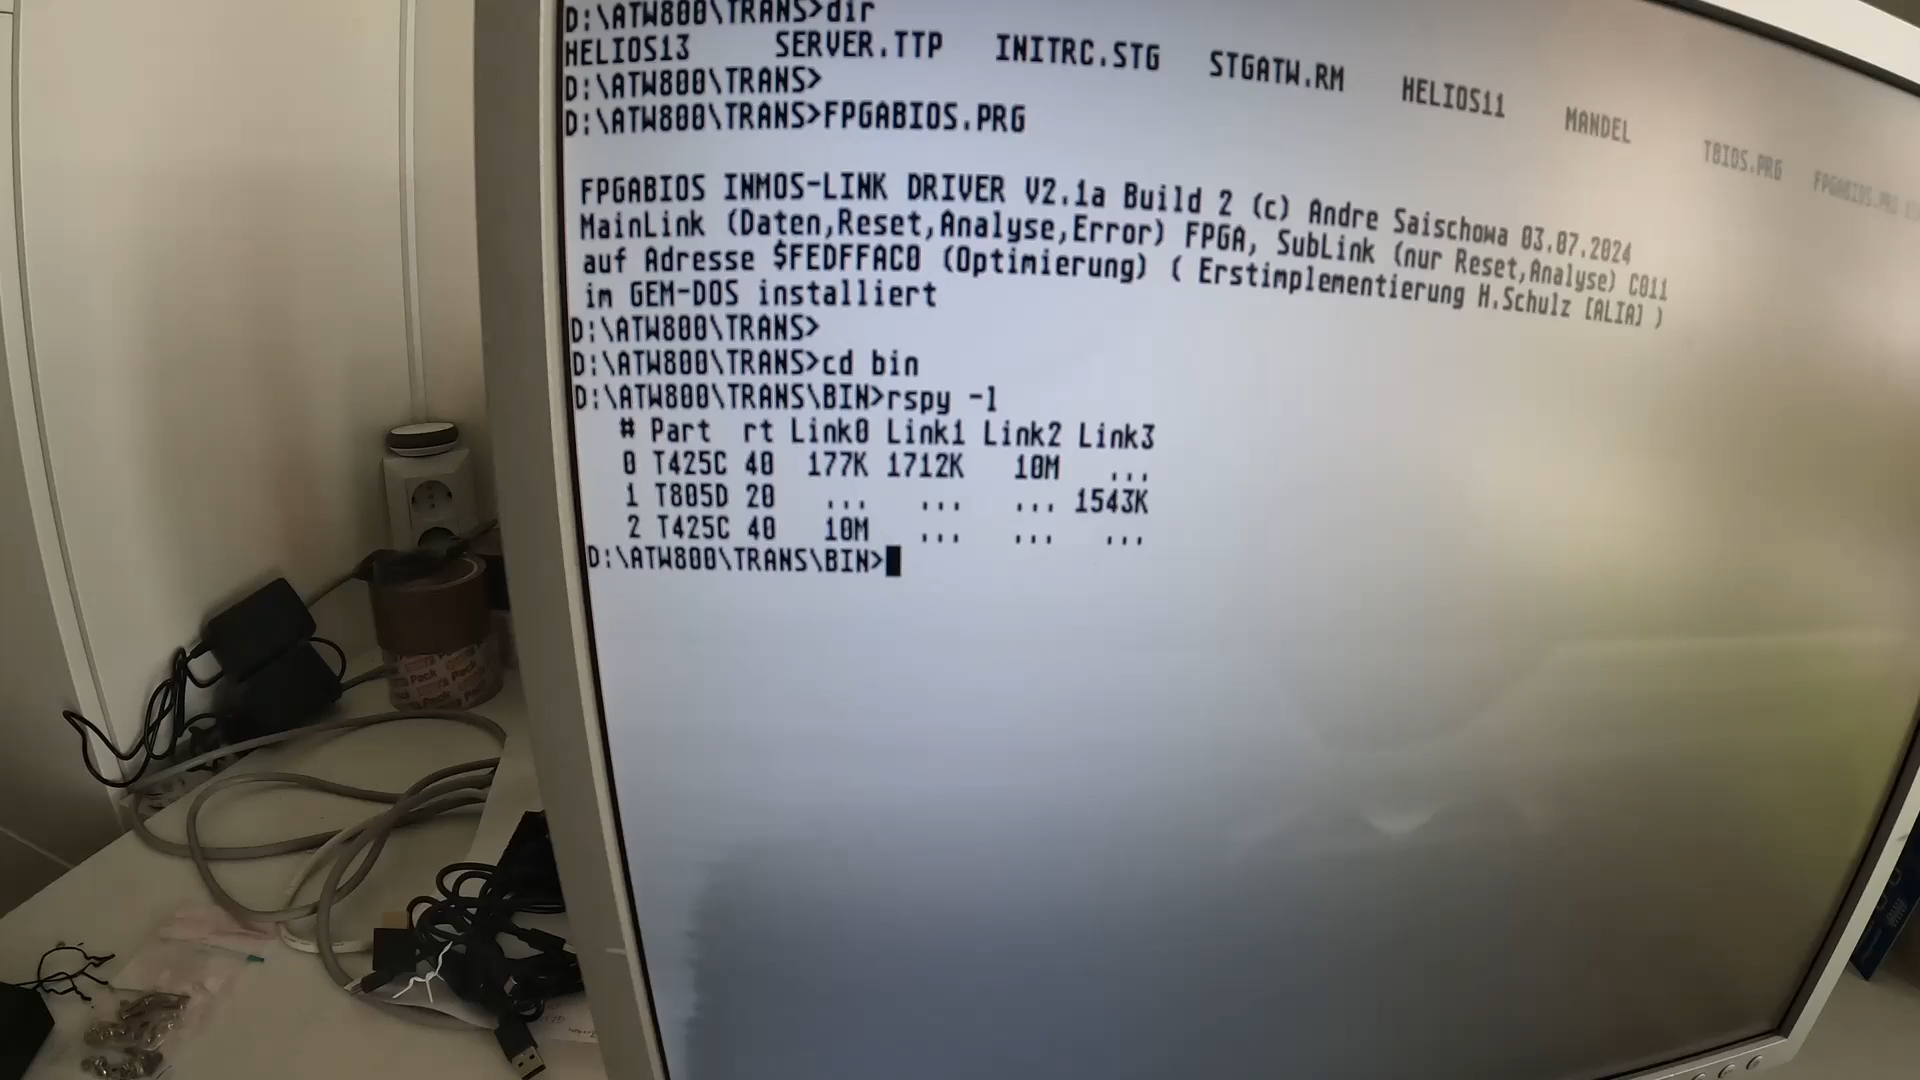 D:\ATW800\TRANS>dir
HELIOS13 SERVER.TTP INITRC.STG STGATW.RM HELIOS11 MANDEL TBIOS.PRG FPGABIOS.PRG
D:\ATW800\TRANS>
D:\ATW800\TRANS>FPGABIOS.PRG
FPGABIOS INMOS-LINK DRIVER V2.1a Build 2 (c) Andre Saischowa 03.07.2024
MainLink (Daten,Reset,Analyse,Error) FPGA, SubLink (nur Reset,Analyse) C011
auf Adresse $FEDFFAC0 (Optimierung) ( Erstimplementierung H.Schulz [ALIA] )
im GEM-DOS installiert
D:\ATW800\TRANS>
D:\ATW800\TRANS>cd bin
D:\ATW800\TRANS\BIN>rspy -l
# Part rt Link0 Link1 Link2 Link3
0 T425C 40 177K 1712K 10M ...
1 T805D 20 ... ... ... 1543K
2 T425C 40 10M ... ... ...
D:\ATW800\TRANS\BIN>
Pack